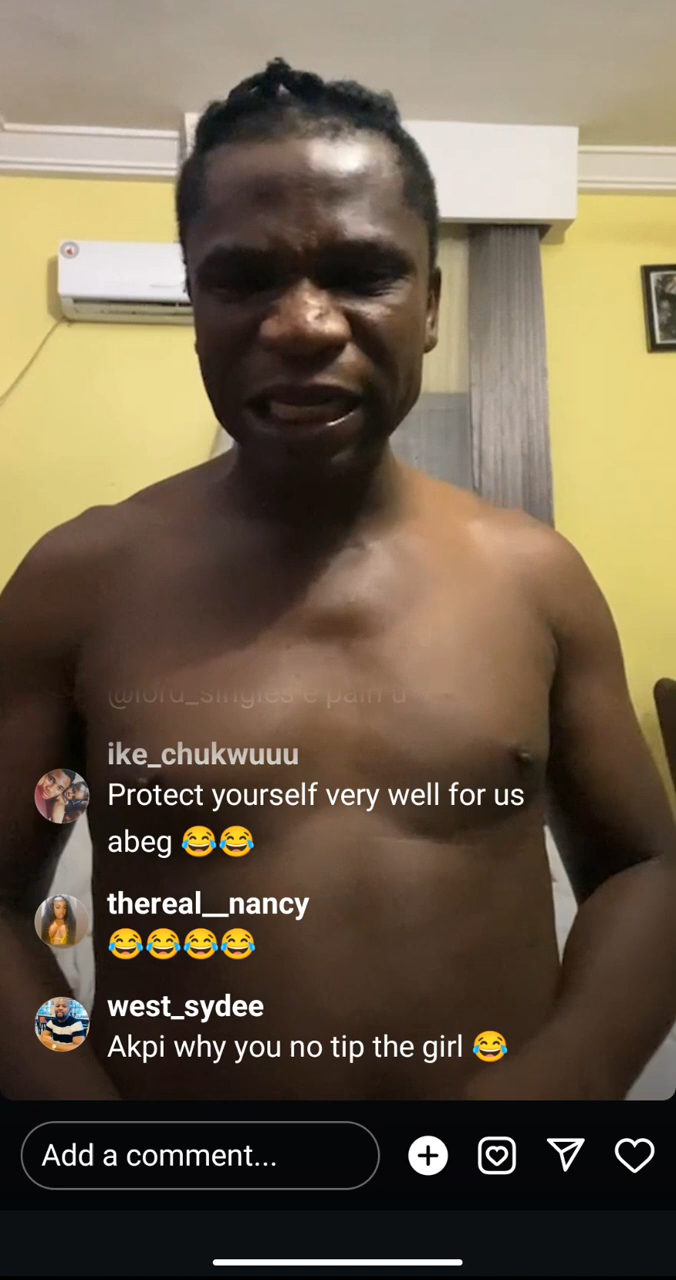 ike_chukwuuu
Protect yourself very well for us
abeg 😂😂
thereal__nancy
😂😂😂😂
west_sydee
Akpi why you no tip the girl 😂
Add a comment...